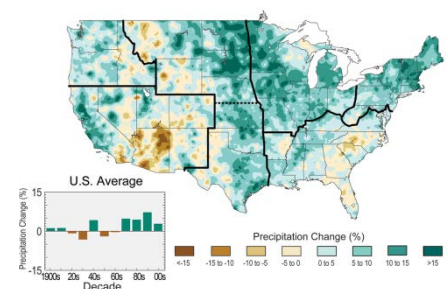 U.S. Average
Precipitation Change (%)
15
0
-15
1900s 20s 40s 60s 80s 00s
Decade
Precipitation Change (%)
<-15 -15 to -10 -10 to -5 -5 to 0 0 to 5 5 to 10 10 to 15 >15